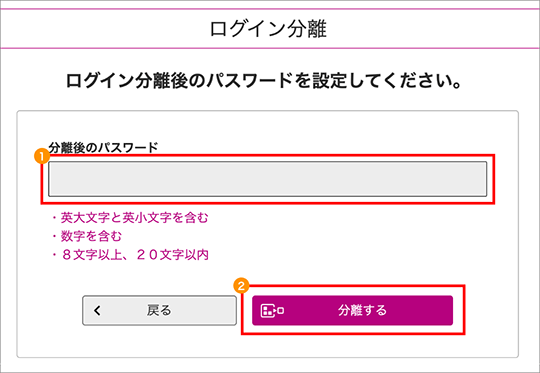 ログイン分離
ログイン分離後のパスワードを設定してください。
分離後のパスワード
1
・英大文字と英小文字を含む
・数字を含む
・８文字以上、２０文字以内
2
戻る
分離する